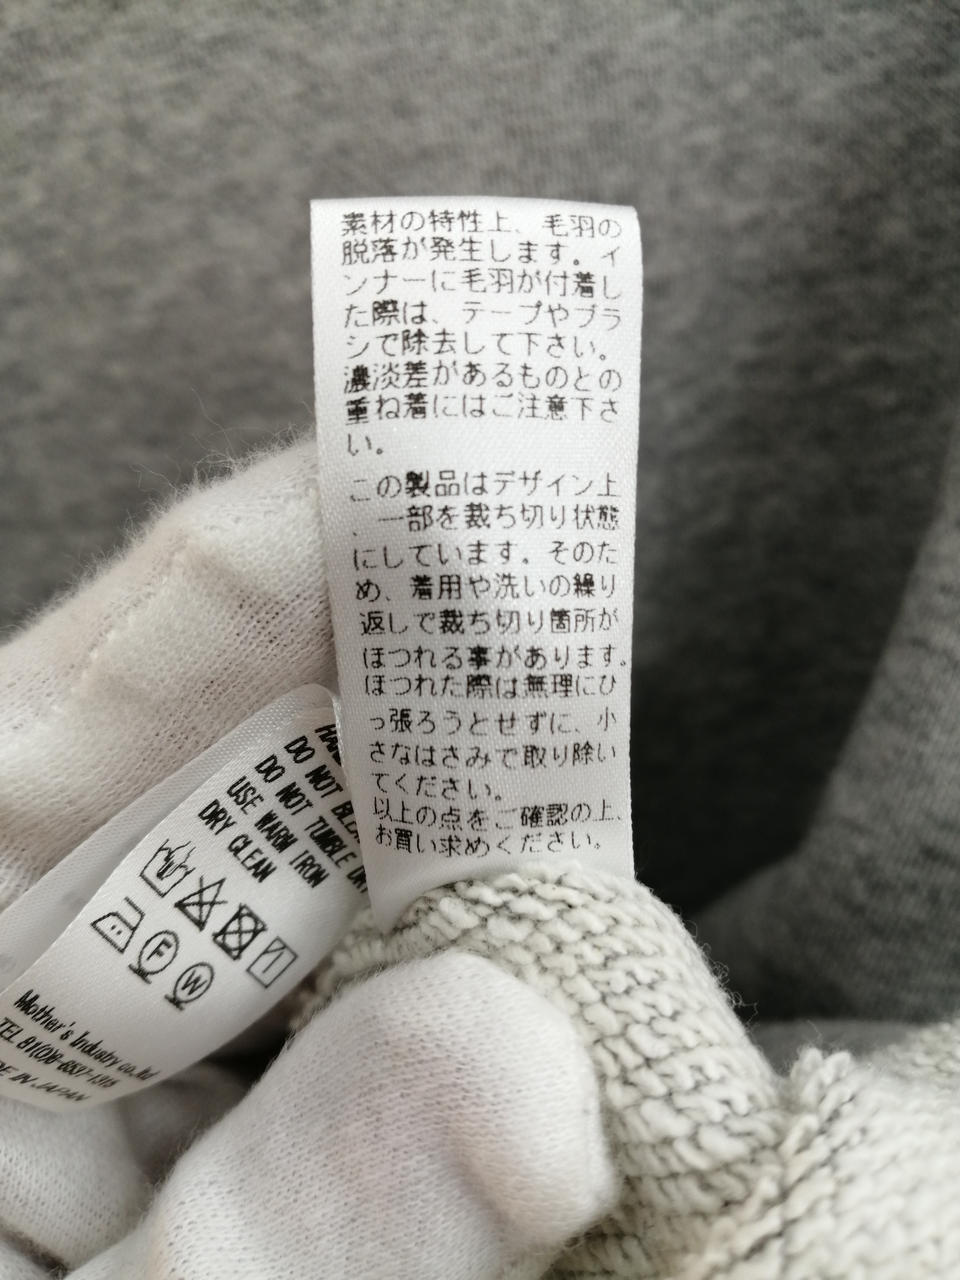 素材の特性上、毛羽の
脱落が発生します。イ
ンナーに毛羽が付着し
た際は、テープやブラ
シで除去して下さい。
濃淡差があるものとの
重ね着にはご注意下さ
い。
この製品はデザイン上
、一部を裁ち切り状態
にしています。そのた
め、着用や洗いの繰り
返しで裁ち切り箇所が
ほつれる事があります。
ほつれた際は無理にひ
っ張ろうとせずに、小
さなはさみで取り除い
てください。
以上の点をご確認の上、
お買い求めください。
DO NOT
DO NOT TUMBLE
USE WARM IRON
DRY CLEAN
F
W
Mother's Industry co.,ltd
TEL
IN JAPAN